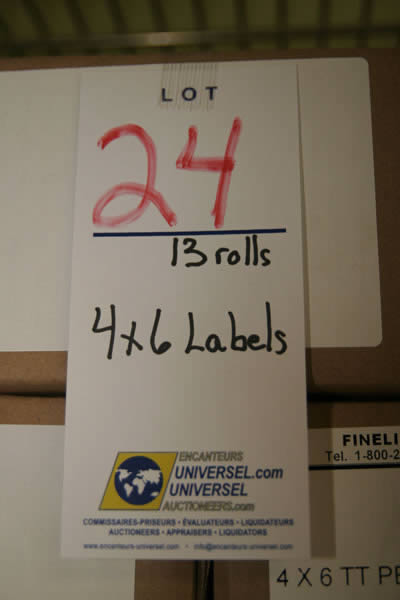 LOT
24
13 rolls
4x6 Labels
ENCANTEURS
UNIVERSEL.com
UNIVERSEL
AUCTIONEERS.com
COMMISSAIRES-PRISEURS • ÉVALUATEURS • LIQUIDATEURS
AUCTIONEERS • APPRAISERS • LIQUIDATORS
www.encanteurs-universel.com • info@encanteurs-universel.com
FINELI
Tel. 1-800-2
4 X 6 TT PE